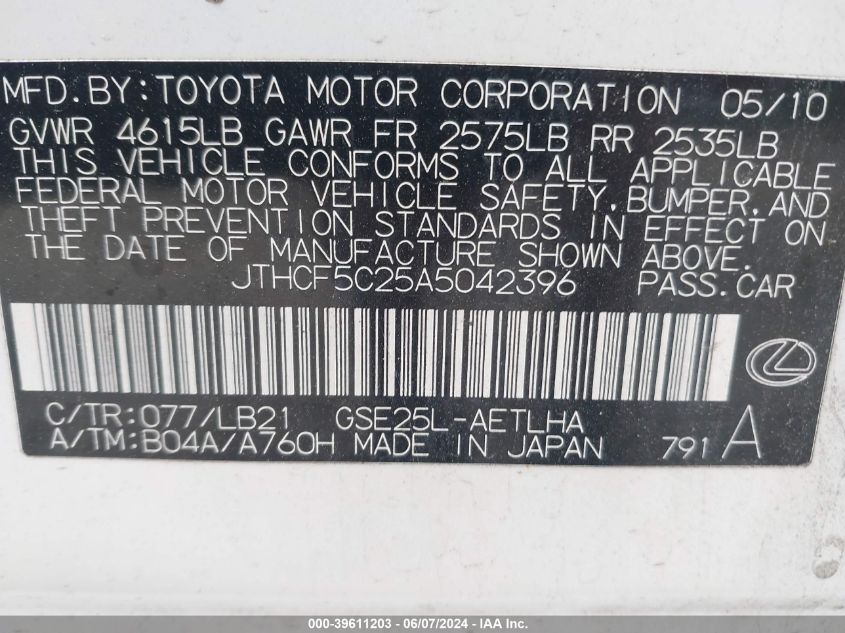 MFD.BY:TOYOTA MOTOR CORPORATION 05/10
GVWR 4615LB GAWR FR 2575LB RR 2535LB
THIS VEHICLE CONFORMS TO ALL APPLICABLE
FEDERAL MOTOR VEHICLE SAFETY,BUMPER,AND
THEFT PREVENTION STANDARDS IN EFFECT ON
THE DATE OF MANUFACTURE SHOWN ABOVE.
JTHCF5C25A5042396 PASS.CAR
C/TR:077/LB21 GSE25L-AETLHA
A/TM:B04A/A760H MADE IN JAPAN 791 A
000-39611203 - 06/07/2024 - IAAI.com